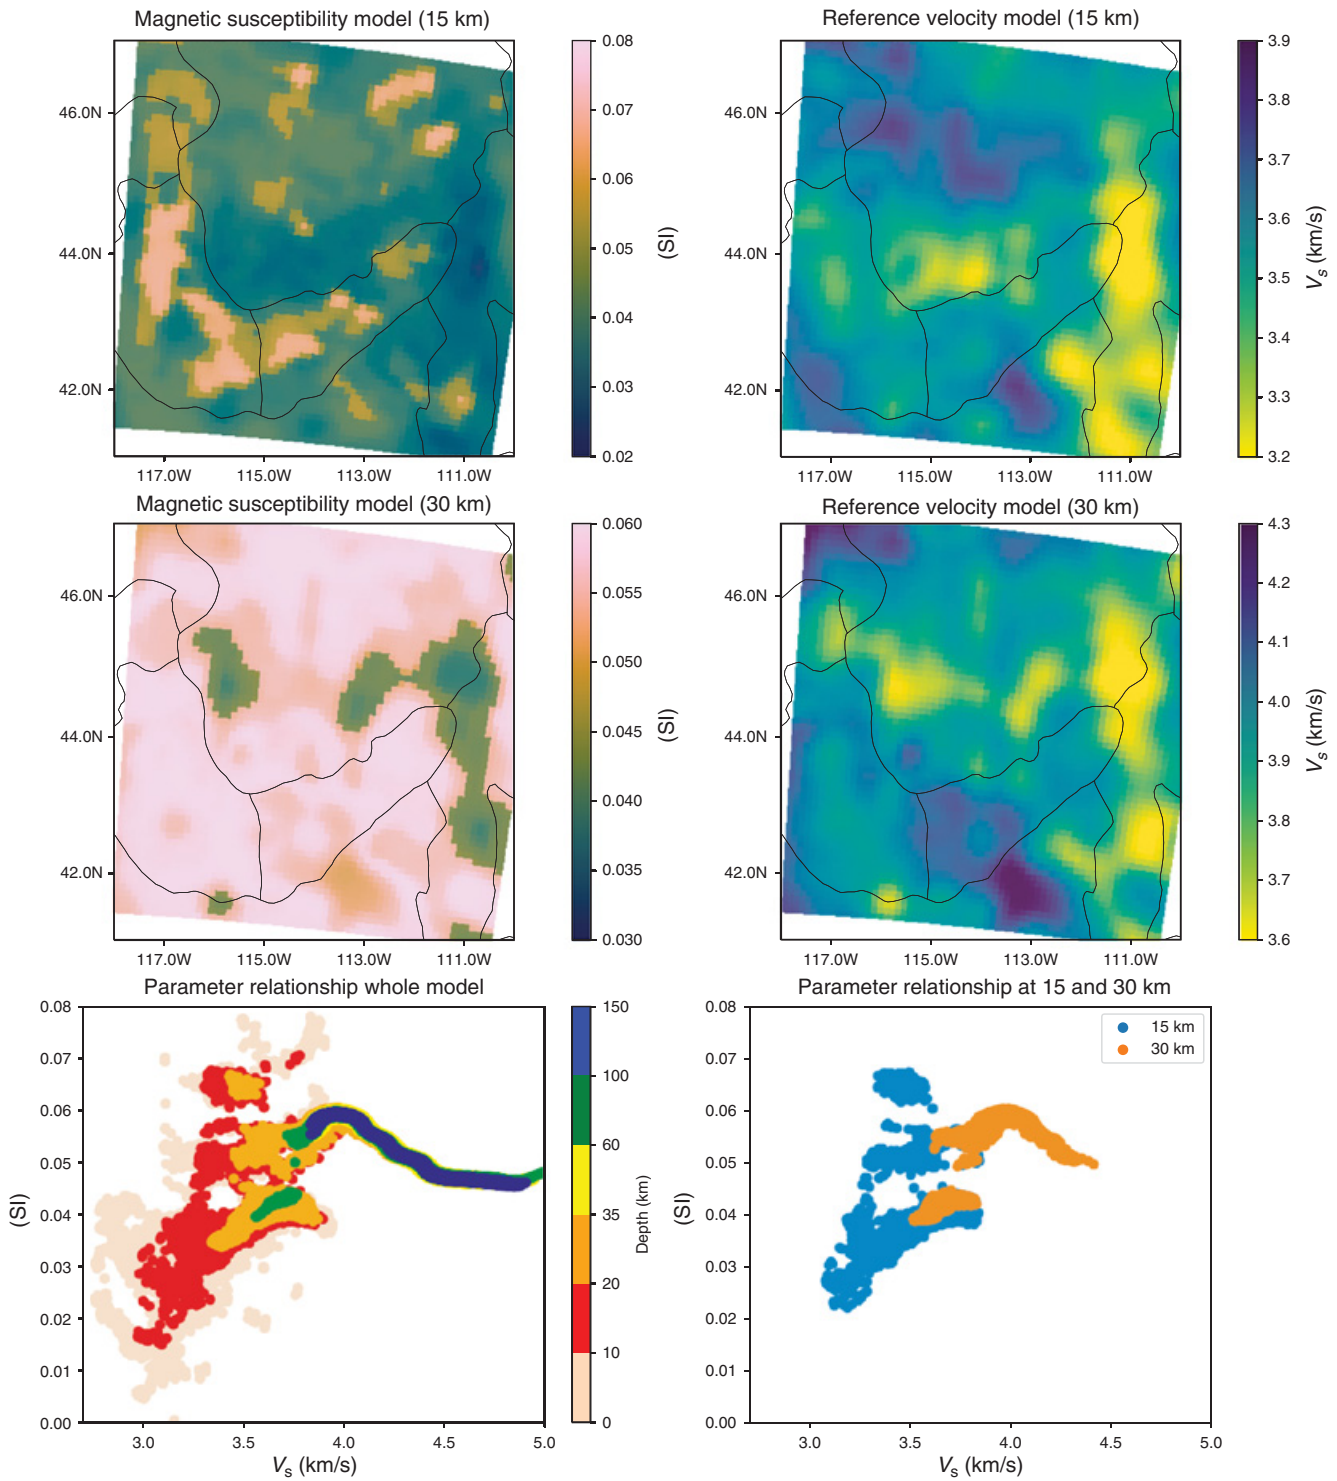 Magnetic susceptibility model (15 km)
46.0N
44.0N
42.0N
117.0W 115.0W 113.0W 111.0W
0.08
0.07
0.06
0.05
0.04
0.03
0.02
(SI)
Reference velocity model (15 km)
46.0N
44.0N
42.0N
117.0W 115.0W 113.0W 111.0W
3.9
3.8
3.7
3.6
3.5
3.4
3.3
3.2
Vs (km/s)
Magnetic susceptibility model (30 km)
46.0N
44.0N
42.0N
117.0W 115.0W 113.0W 111.0W
0.060
0.055
0.050
0.045
0.040
0.035
0.030
(SI)
Reference velocity model (30 km)
46.0N
44.0N
42.0N
117.0W 115.0W 113.0W 111.0W
4.3
4.2
4.1
4.0
3.9
3.8
3.7
3.6
Vs (km/s)
Parameter relationship whole model
(SI)
0.08
0.07
0.06
0.05
0.04
0.03
0.02
0.01
0.00
3.0 3.5 4.0 4.5 5.0
Vs (km/s)
150
100
60
35
20
10
0
Depth (km)
Parameter relationship at 15 and 30 km
15 km
30 km
(SI)
0.08
0.07
0.06
0.05
0.04
0.03
0.02
0.01
0.00
3.0 3.5 4.0 4.5 5.0
Vs (km/s)